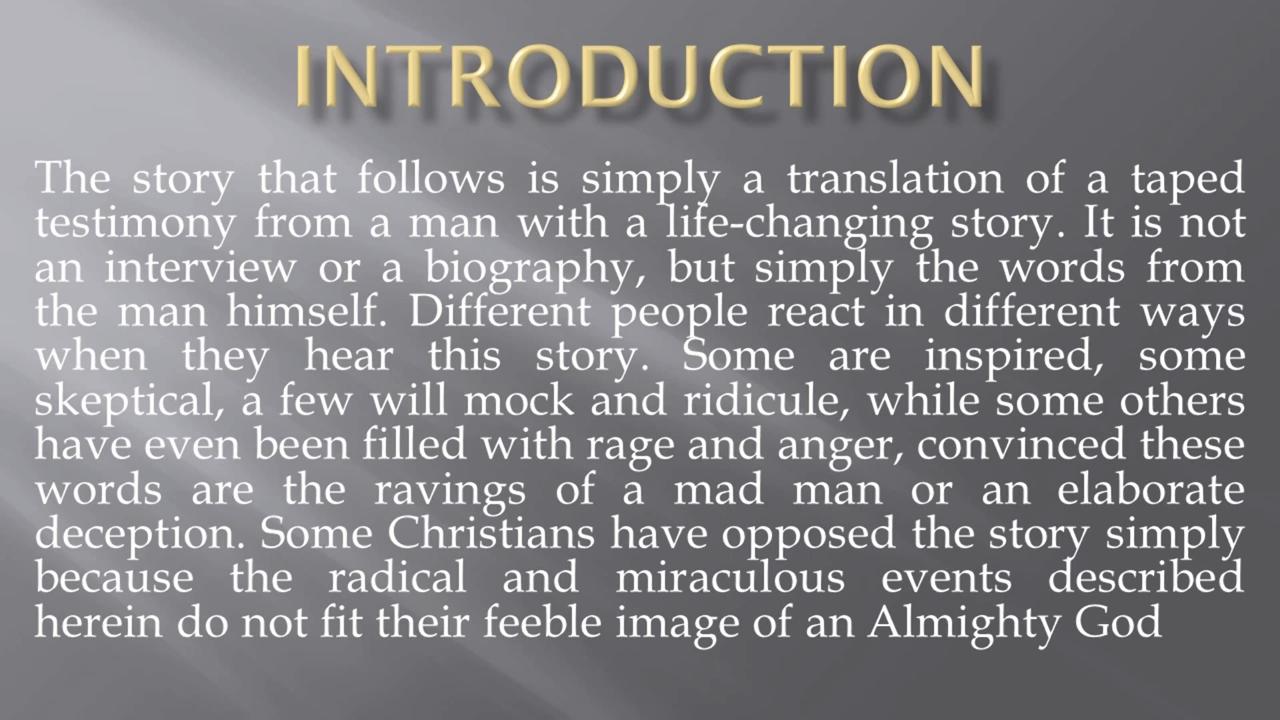 INTRODUCTION
The story that follows is simply a translation of a taped
testimony from a man with a life-changing story. It is not
an interview or a biography, but simply the words from
the man himself. Different people react in different ways
when they hear this story. Some are inspired, some
skeptical, a few will mock and ridicule, while some others
have even been filled with rage and anger, convinced these
words are the ravings of a mad man or an elaborate
deception. Some Christians have opposed the story simply
because the radical and miraculous events described
herein do not fit their feeble image of an Almighty God